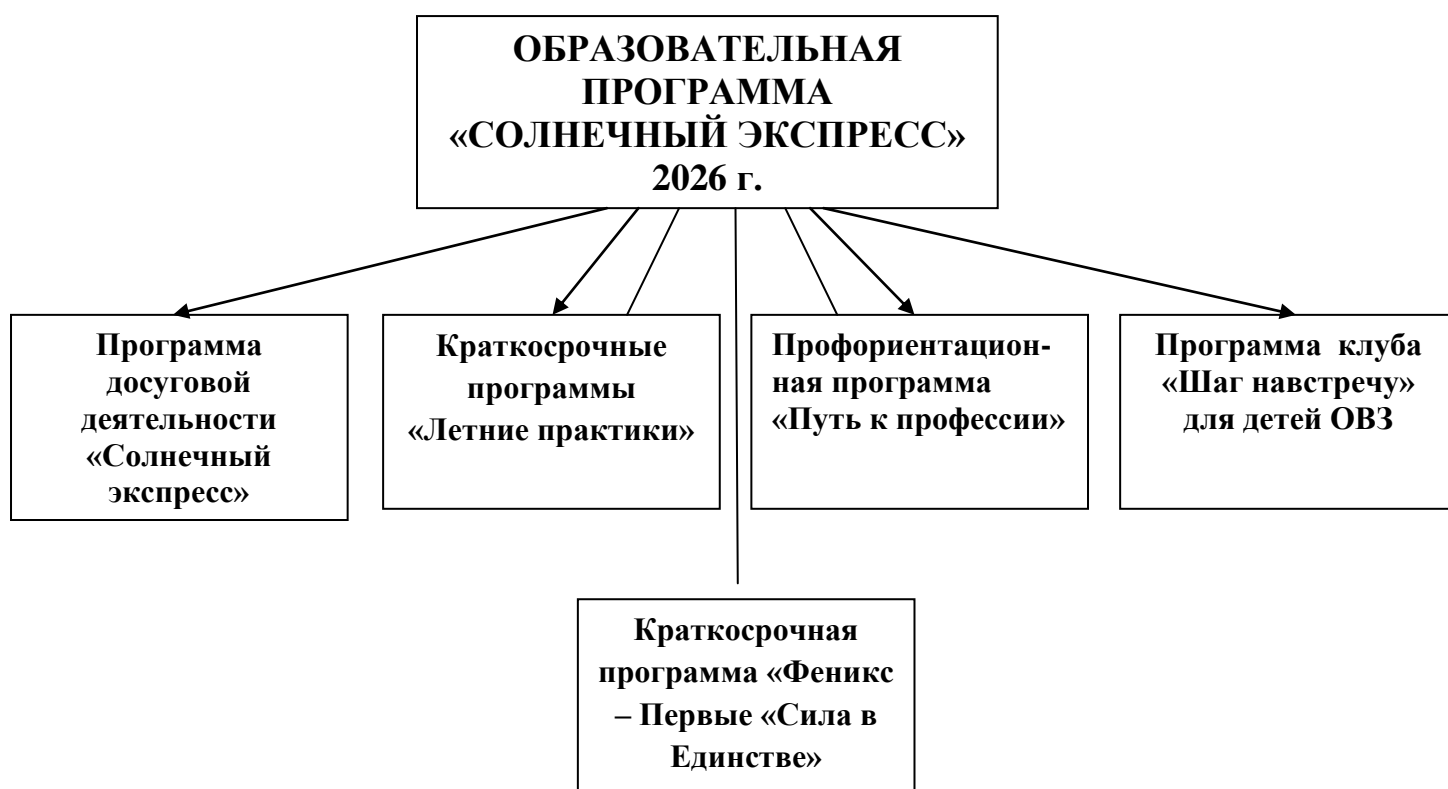 ОБРАЗОВАТЕЛЬНАЯ
ПРОГРАММА
«СОЛНЕЧНЫЙ ЭКСПРЕСС»
2026 г.
Программа
досуговой
деятельности
«Солнечный
экспресс»
Краткосрочные
программы
«Летние практики»
Профориентацион-
ная программа
«Путь к профессии»
Программа клуба
«Шаг навстречу»
для детей ОВЗ
Краткосрочная
программа «Феникс
– Первые «Сила в
Единстве»